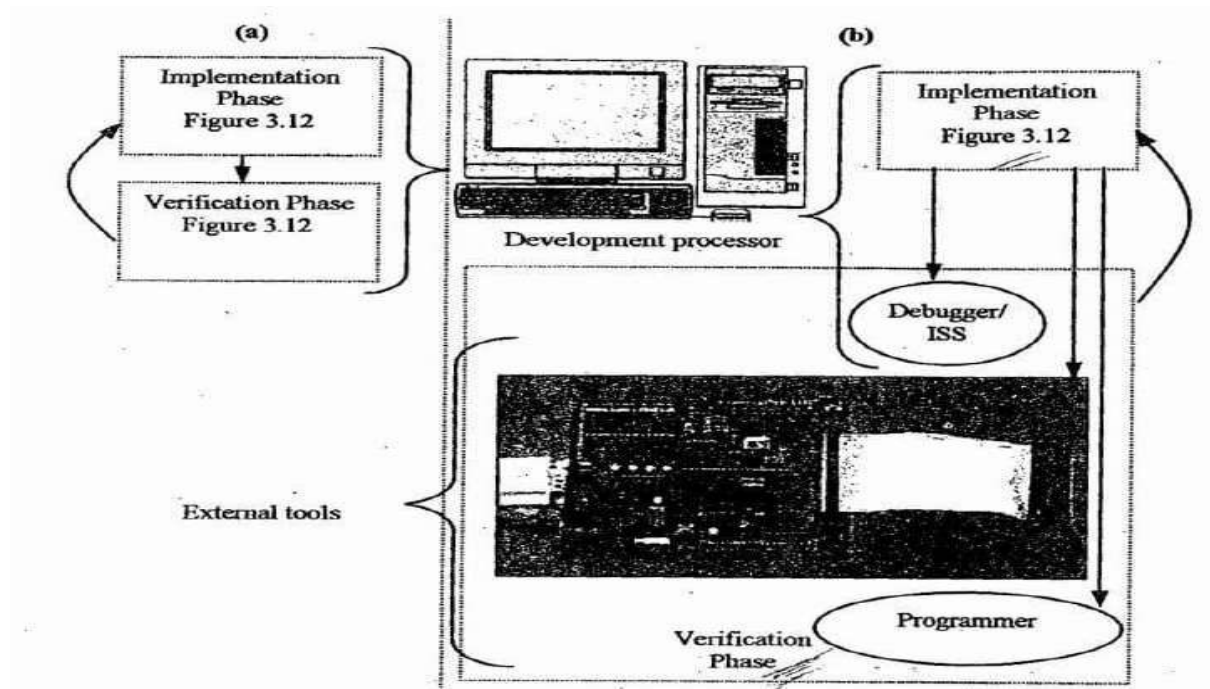 (a)
Implementation
Phase
Figure 3.12
Verification Phase
Figure 3.12
(b)
Development processor
Implementation
Phase
Figure 3.12
Debugger/
ISS
External tools
Programmer
Verification
Phase